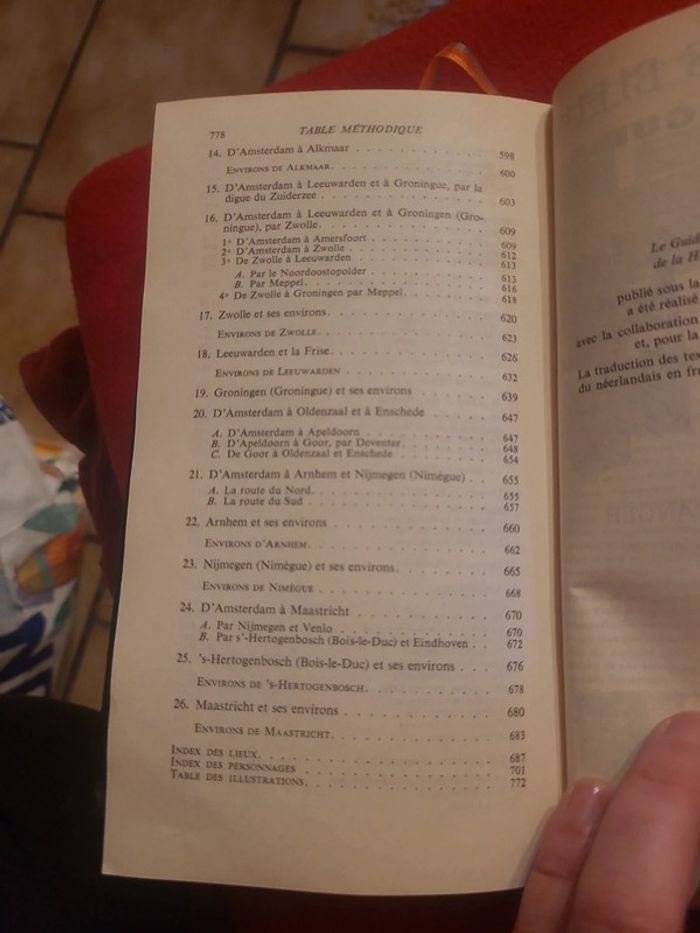 778 TABLE MÉTHODIQUE
14. D'Amsterdam à Alkmaar . . . . . . . . . . . 598
ENVIRONS DE ALKMAAR. . . . . . . . . . . . 600
15. D'Amsterdam à Leeuwarden et à Groningue, par la
digue du Zuiderzee . . . . . . . . . . . . 603
16. D'Amsterdam à Leeuwarden et à Groningen (Gro-
ningue), par Zwolle. . . . . . . . . . . . 609
1º D'Amsterdam à Amersfoort . . . . . . . . . 609
2º D'Amsterdam à Zwolle . . . . . . . . . . 612
3º De Zwolle à Leeuwarden . . . . . . . . . 613
A. Par le Noordoostopolder . . . . . . . . . 613
B. Par Meppel. . . . . . . . . . . . . 616
4º De Zwolle à Groningen par Meppel. . . . . . 618
17. Zwolle et ses environs. . . . . . . . . . . 620
ENVIRONS DE ZWOLLE. . . . . . . . . . . . 623
18. Leeuwarden et la Frise. . . . . . . . . . . 626
ENVIRONS DE LEEUWARDEN . . . . . . . . . . 632
19. Groningen (Groningue) et ses environs . . . . . 639
20. D'Amsterdam à Oldenzaal et à Enschede . . . . 647
A. D'Amsterdam à Apeldoorn . . . . . . . . . 647
B. D'Apeldoorn à Goor, par Deventer. . . . . . 648
C. De Goor à Oldenzaal et Enschede . . . . . . 654
21. D'Amsterdam à Arnhem et Nijmegen (Nimègue) . . 655
A. La route du Nord. . . . . . . . . . . . 655
B. La route du Sud . . . . . . . . . . . . 657
22. Arnhem et ses environs . . . . . . . . . . 660
ENVIRONS D'ARNHEM. . . . . . . . . . . . 662
23. Nijmegen (Nimègue) et ses environs. . . . . . 665
ENVIRONS DE NIMÈGUE . . . . . . . . . . . 668
24. D'Amsterdam à Maastricht . . . . . . . . . 670
A. Par Nijmegen et Venlo . . . . . . . . . . 670
B. Par s'-Hertogenbosch (Bois-le-Duc) et Eindhoven . . 672
25. 's-Hertogenbosch (Bois-le-Duc) et ses environs . . . 676
ENVIRONS DE 's-HERTOGENBOSCH. . . . . . . . 678
26. Maastricht et ses environs . . . . . . . . . 680
ENVIRONS DE MAASTRICHT. . . . . . . . . . 683
INDEX DES LIEUX. . . . . . . . . . . . . . 687
INDEX DES PERSONNAGES . . . . . . . . . . . 701
TABLE DES ILLUSTRATIONS. . . . . . . . . . . 772
Le Guide
de la H
publié sous la
a été réalisé
avec la collaboration
et, pour la
La traduction des tex
du néerlandais en fr